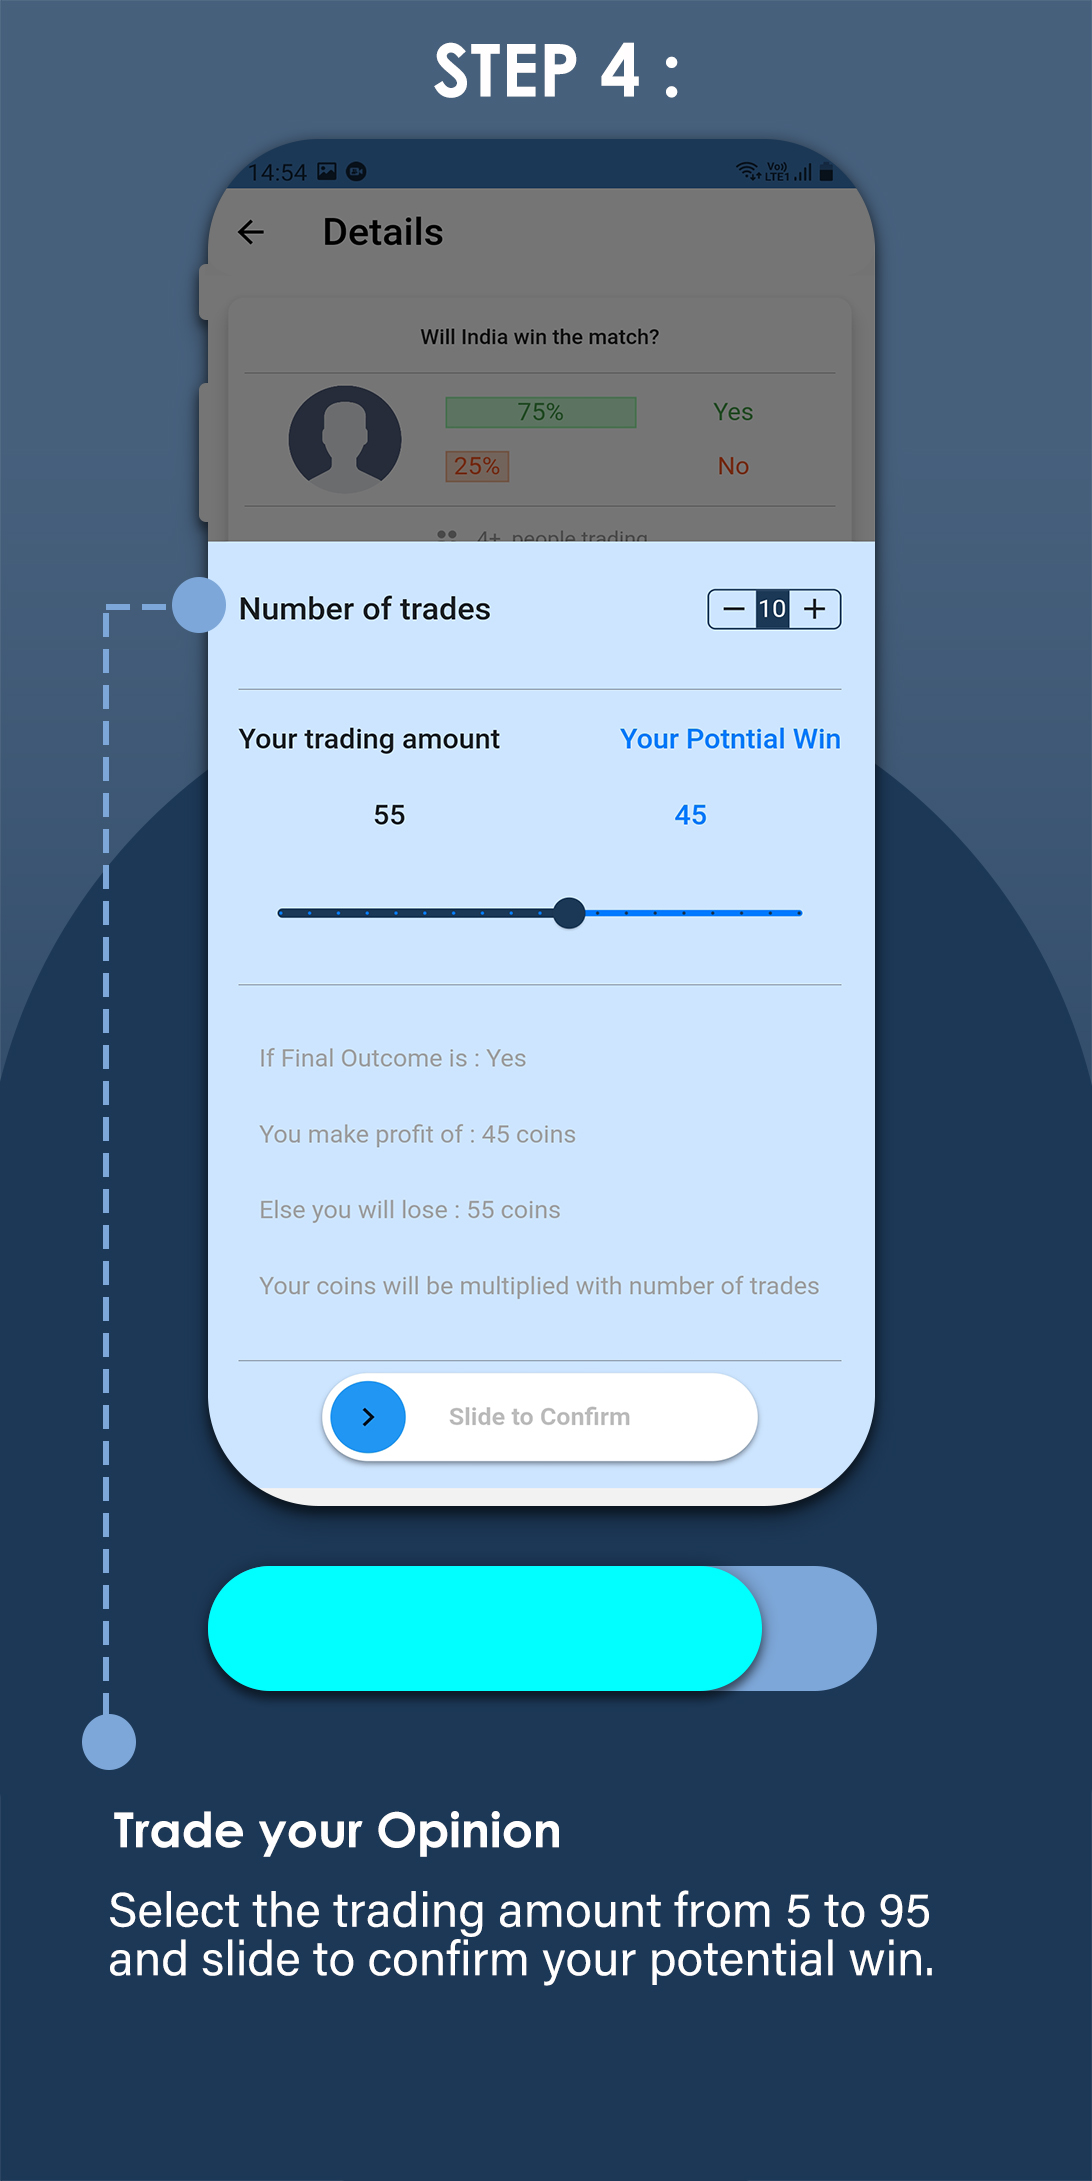 STEP 4 :
14:54
Vo))
LTE1
Details
Will India win the match?
75% Yes
25% No
4+ people trading
Number of trades
10
Your trading amount Your Potntial Win
55 45
If Final Outcome is : Yes
You make profit of : 45 coins
Else you will lose : 55 coins
Your coins will be multiplied with number of trades
Slide to Confirm
Trade your Opinion
Select the trading amount from 5 to 95
and slide to confirm your potential win.